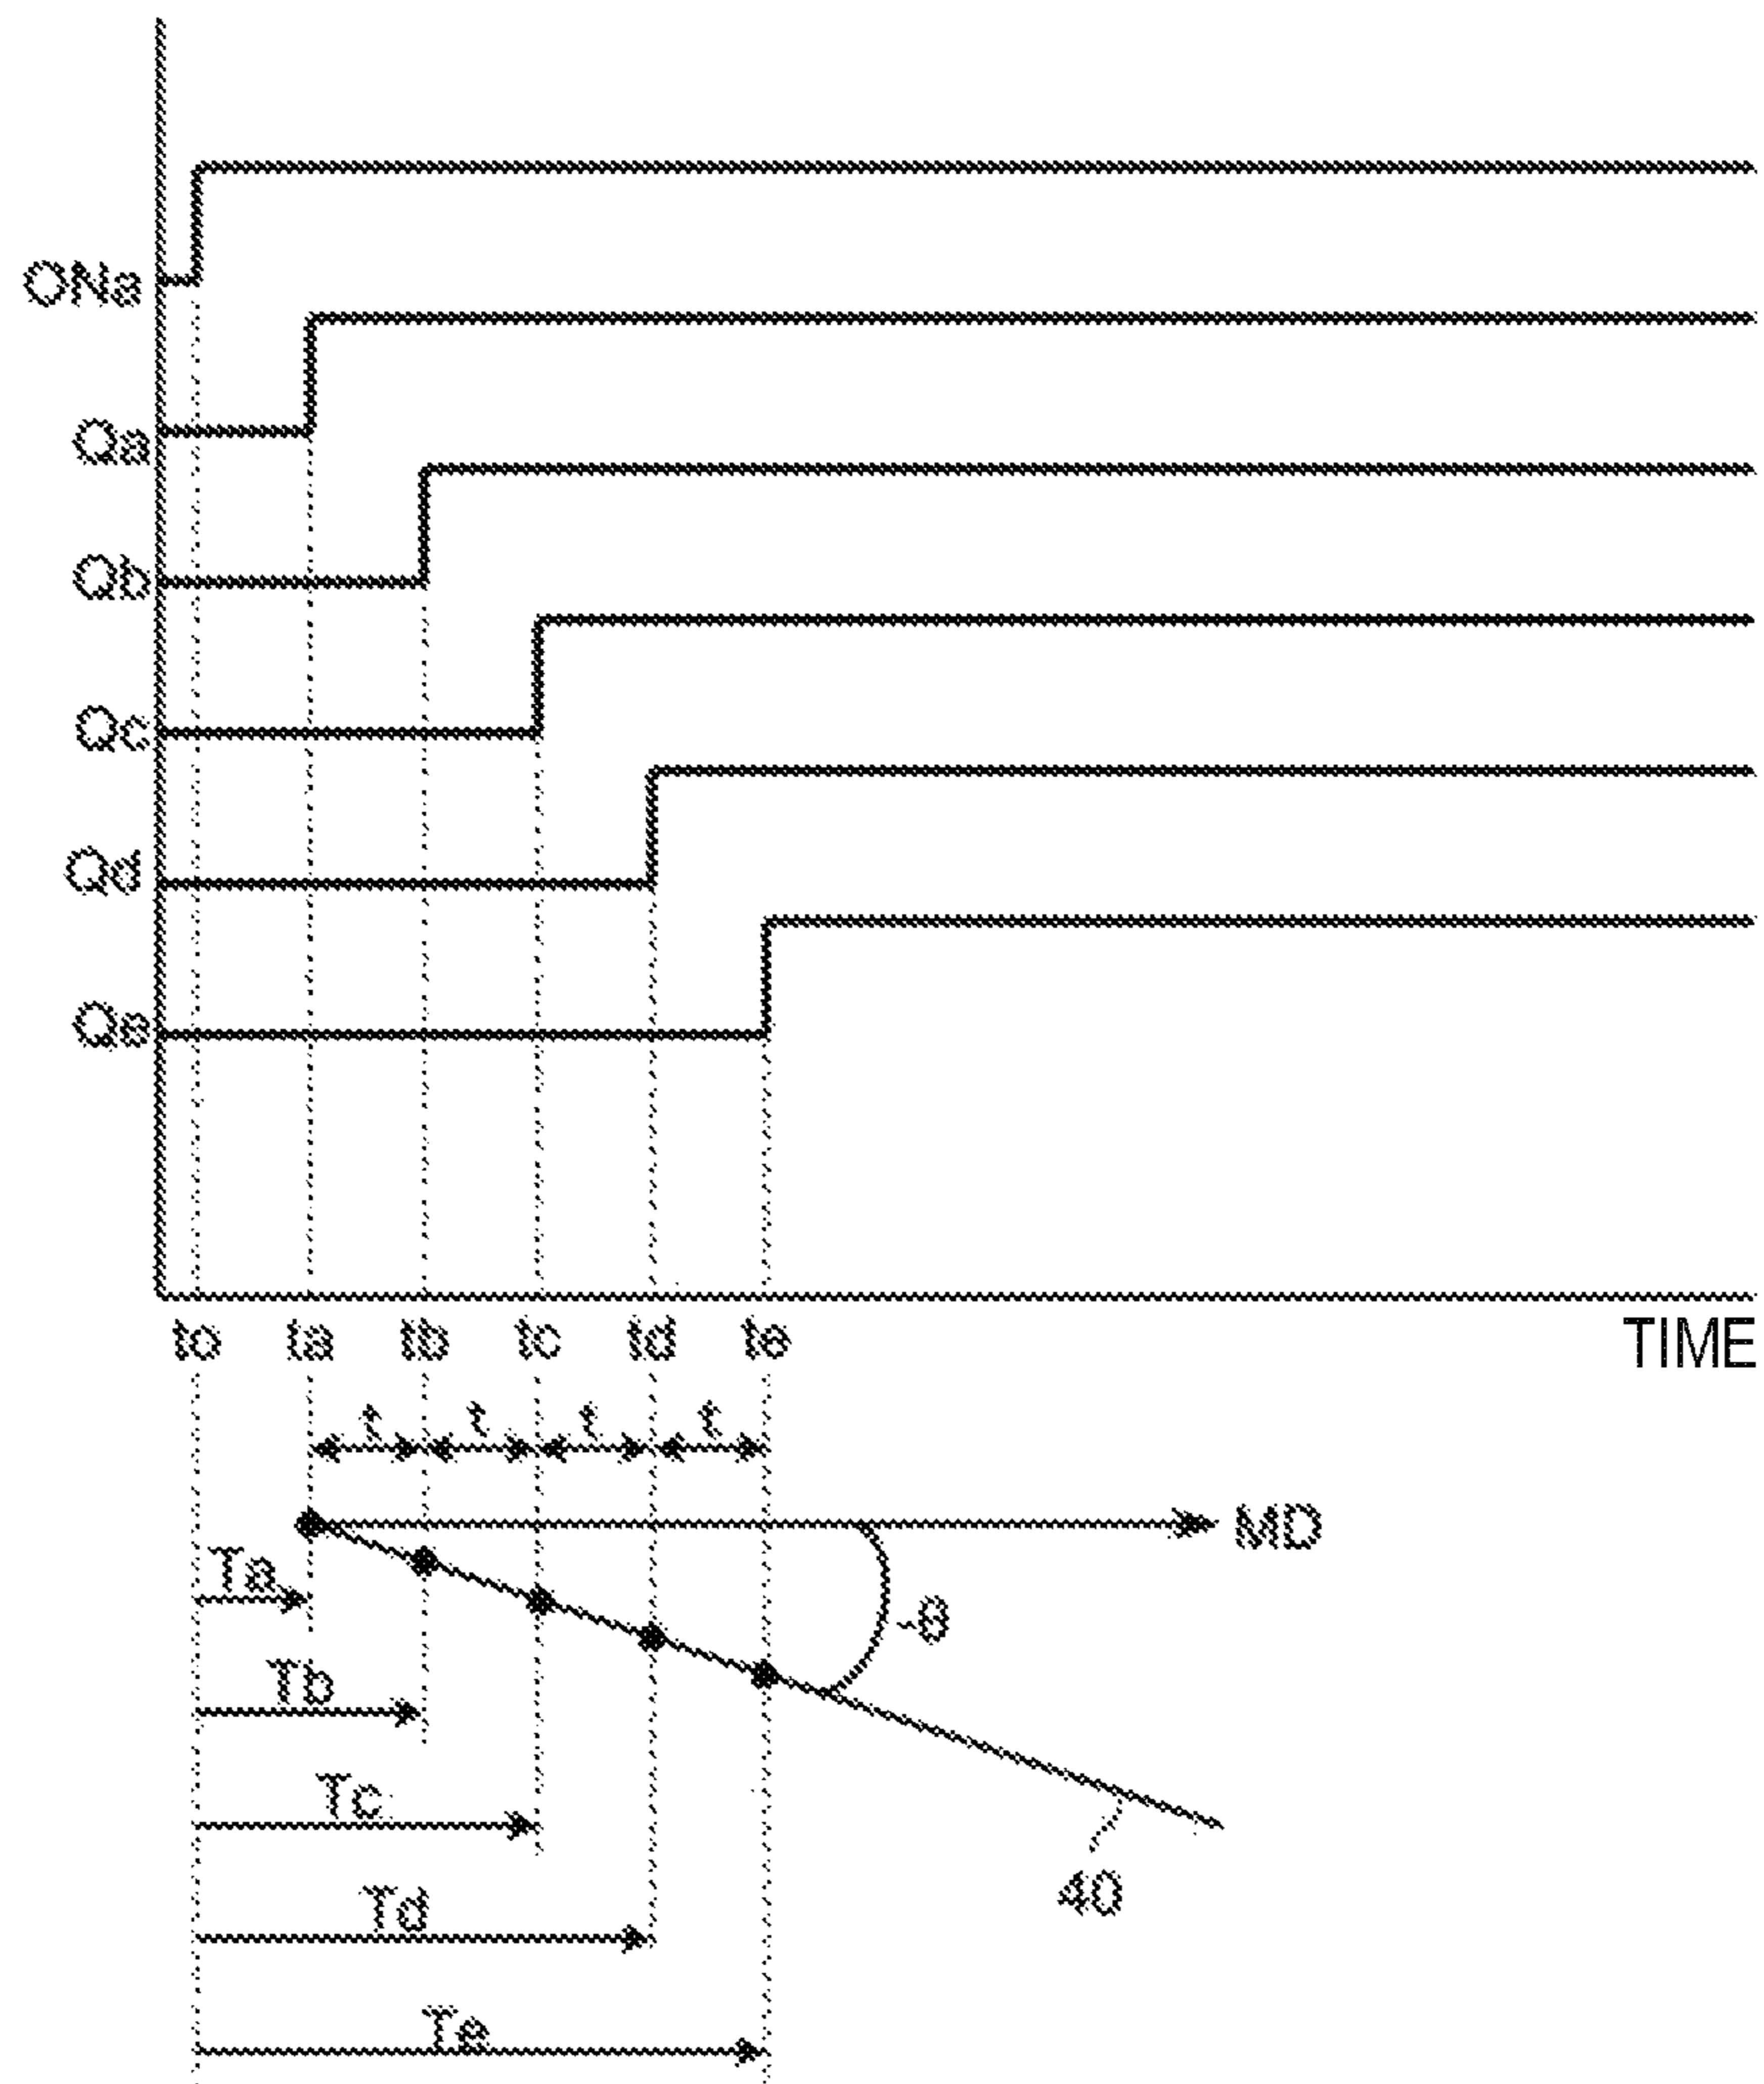 ONa
Qa
Qb
Qc
Qd
Qe
to ta tb tc td te TIME
t t t t
MD
Ta
-θ
Tb
Tc
40
Td
Te